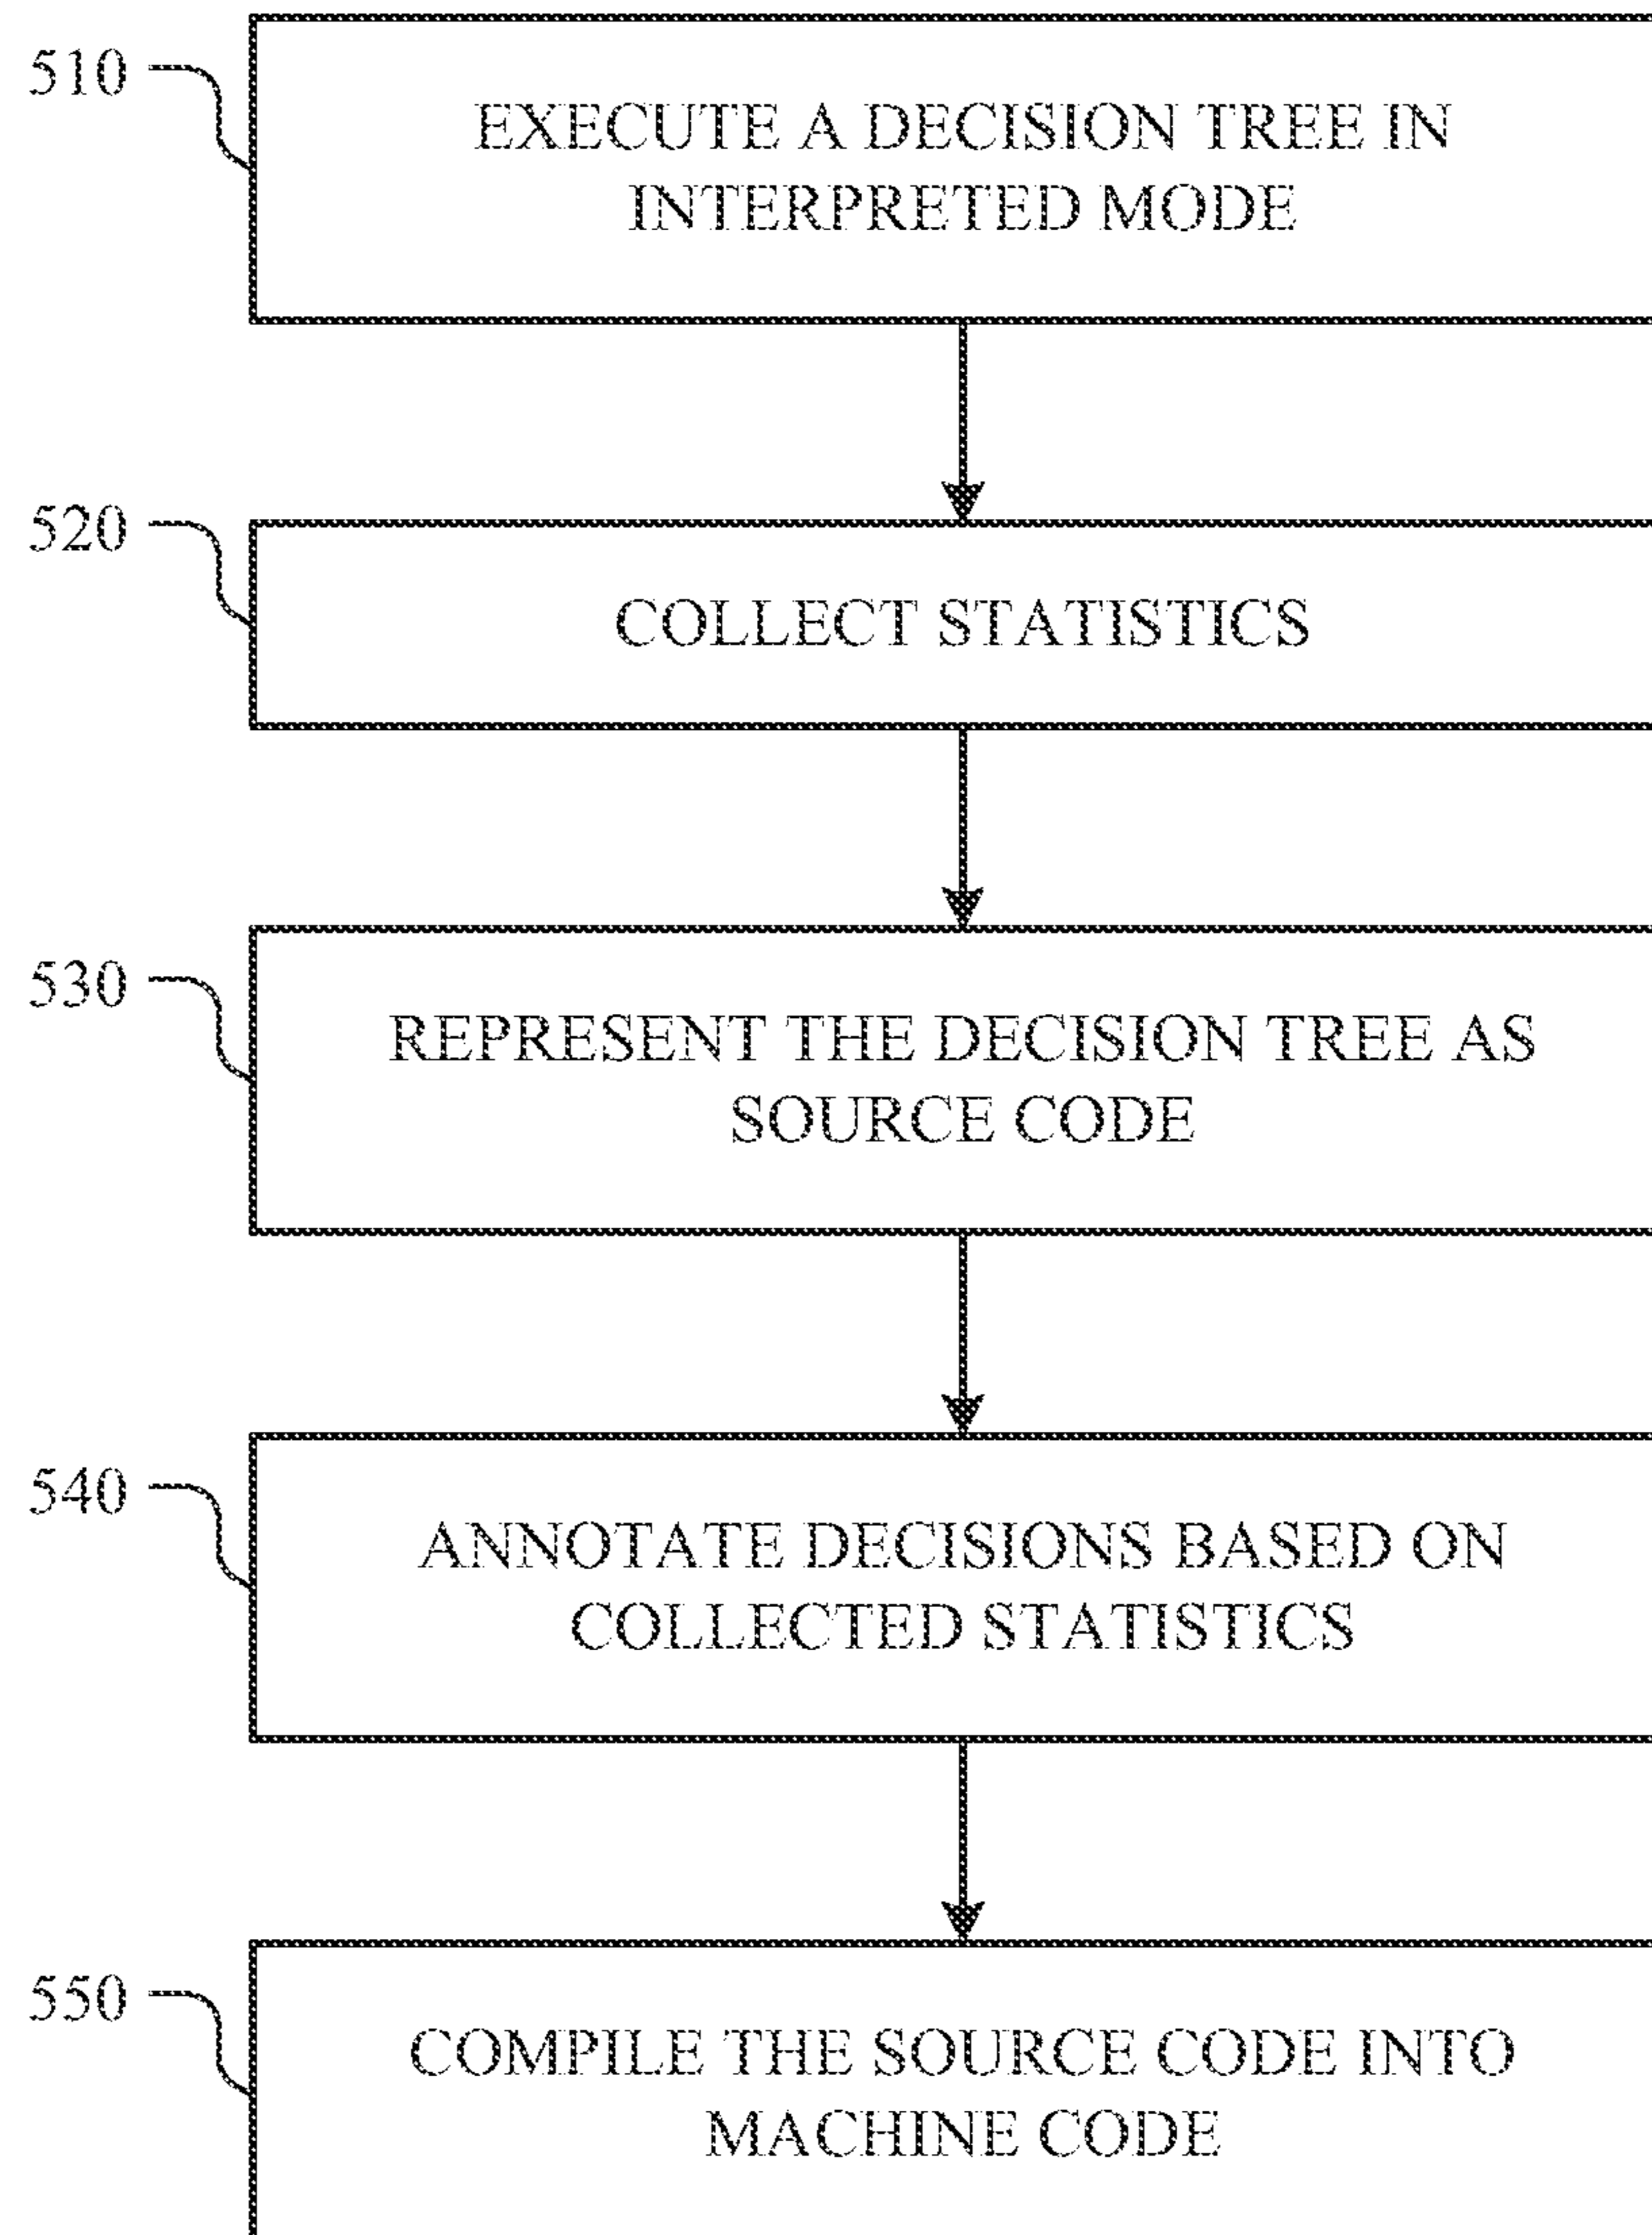 510
EXECUTE A DECISION TREE IN
INTERPRETED MODE
520
COLLECT STATISTICS
530
REPRESENT THE DECISION TREE AS
SOURCE CODE
540
ANNOTATE DECISIONS BASED ON
COLLECTED STATISTICS
550
COMPILE THE SOURCE CODE INTO
MACHINE CODE